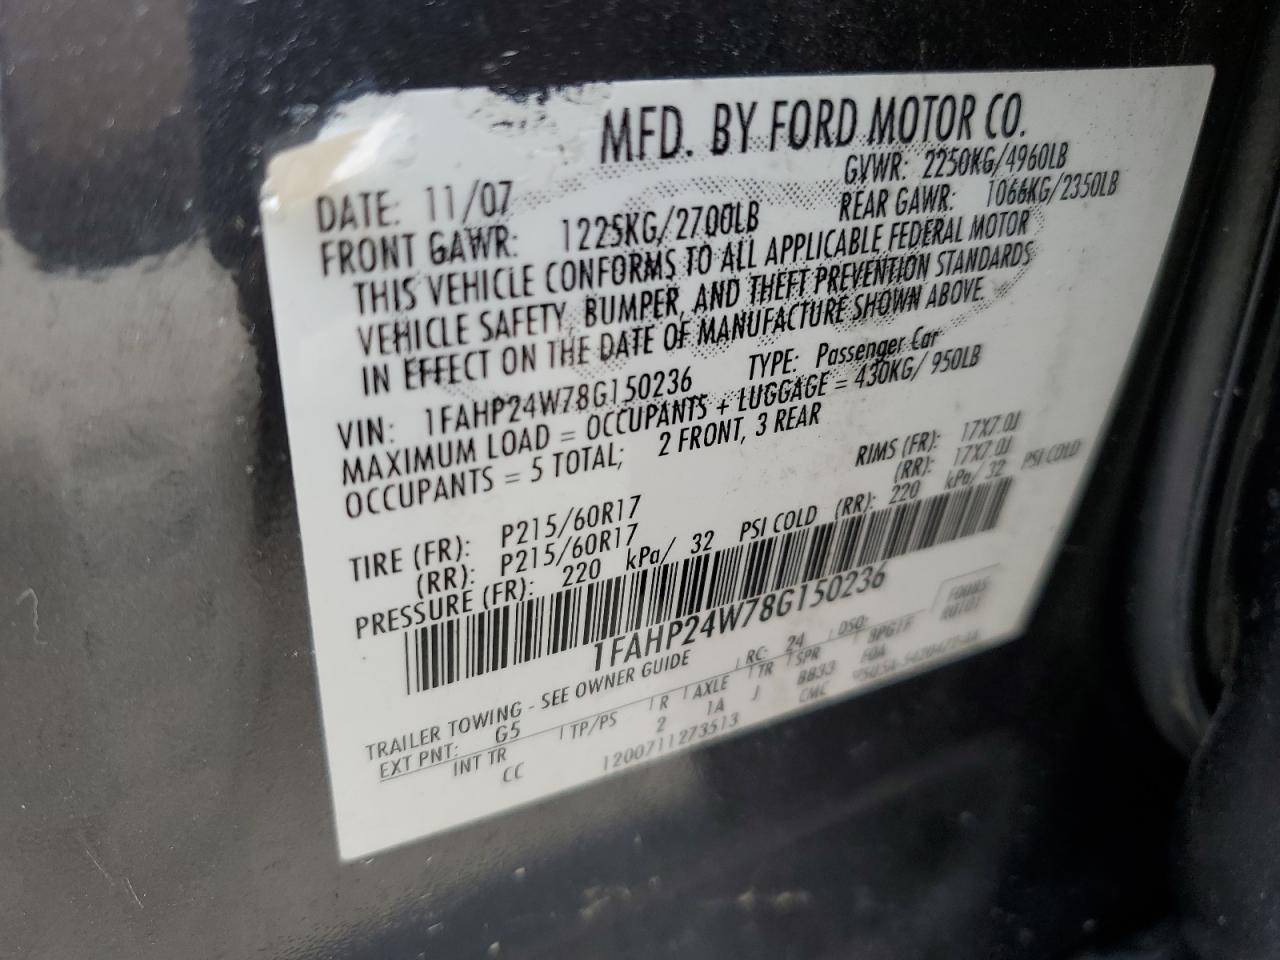 MFD. BY FORD MOTOR CO.
DATE: 11/07 GVWR: 2250KG/4960LB
FRONT GAWR: 1225KG/2700LB REAR GAWR: 1066KG/2350LB
THIS VEHICLE CONFORMS TO ALL APPLICABLE FEDERAL MOTOR
VEHICLE SAFETY, BUMPER, AND THEFT PREVENTION STANDARDS
IN EFFECT ON THE DATE OF MANUFACTURE SHOWN ABOVE
VIN: 1FAHP24W78G150236 TYPE: Passenger Car
MAXIMUM LOAD = OCCUPANTS + LUGGAGE = 430KG/ 950LB
OCCUPANTS = 5 TOTAL; 2 FRONT, 3 REAR
TIRE (FR): P215/60R17 RIMS (FR): 17X7.0J
(RR): P215/60R17 (RR): 17X7.0J
PRESSURE (FR): 220 kPa/ 32 PSI COLD (RR): 220 kPa/ 32 PSI COLD
1FAHP24W78G150236
TRAILER TOWING - SEE OWNER GUIDE
EXT PNT: G5 RC: 24 DSO:
INT TR TP/PS R AXLE TR SPR
CC 2 1A J BB33
1200711273513 CMC